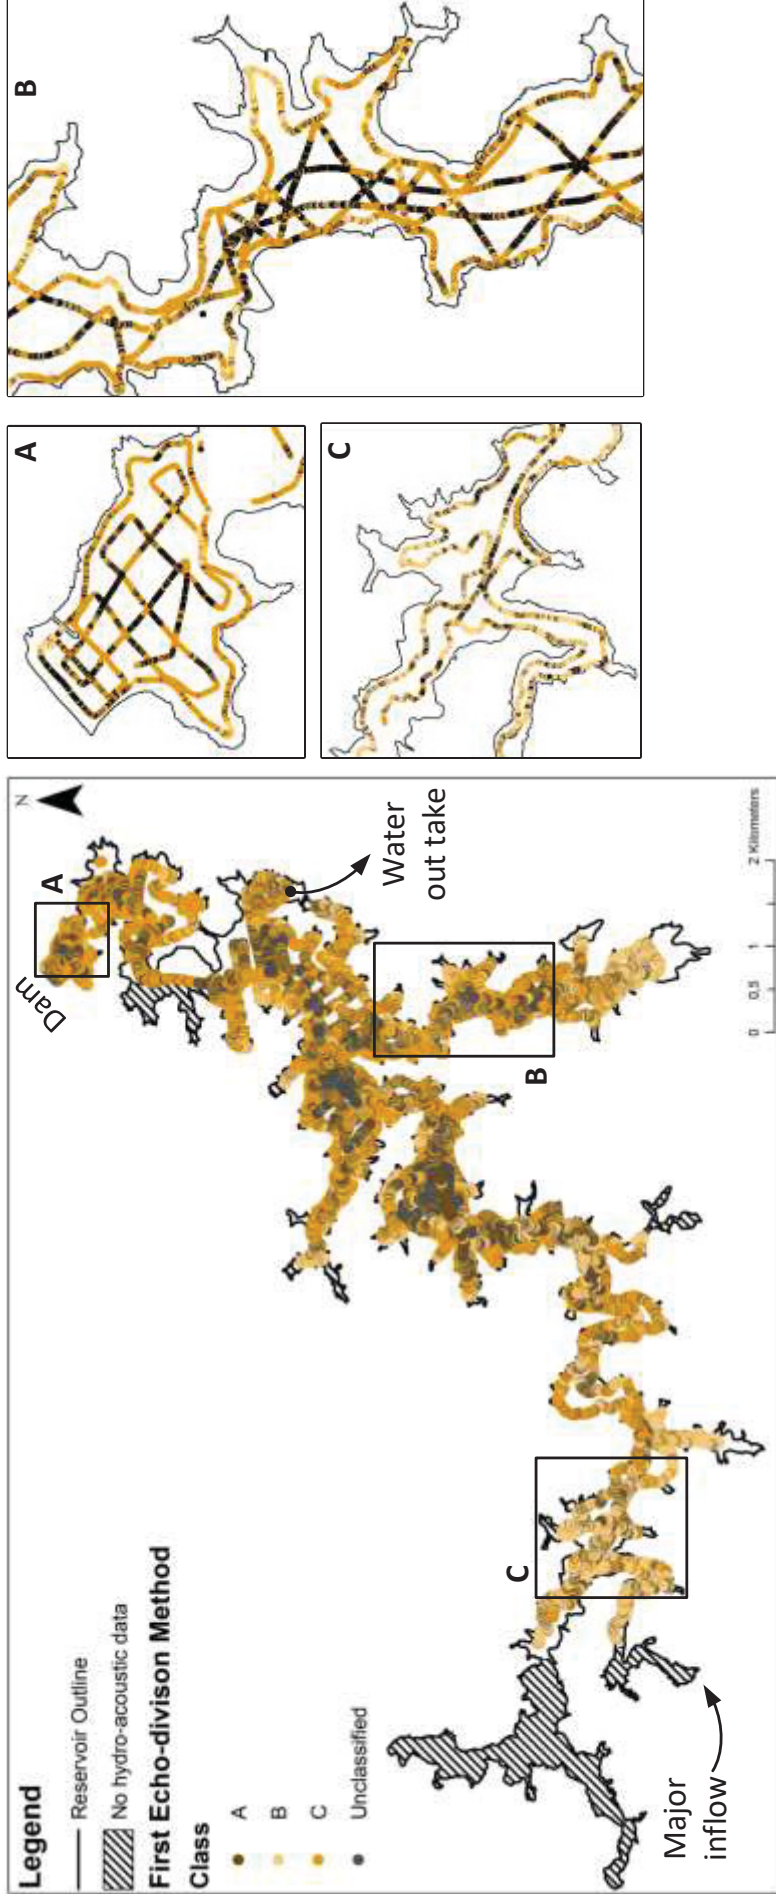 Legend
Reservoir Outline
No hydro-acoustic data
First Echo-divison Method
Class
A
B
C
Unclassified
Major
inflow
C
B
A
Dam
Water
out take
N
0 0,5 1 2 Kilometers
A
C
B